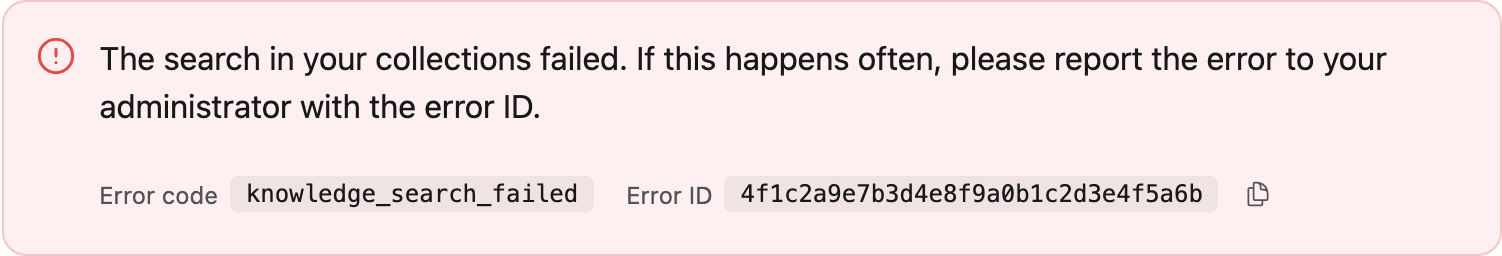 The search in your collections failed. If this happens often, please report the error to your
administrator with the error ID.
Error code knowledge_search_failed Error ID 4f1c2a9e7b3d4e8f9a0b1c2d3e4f5a6b